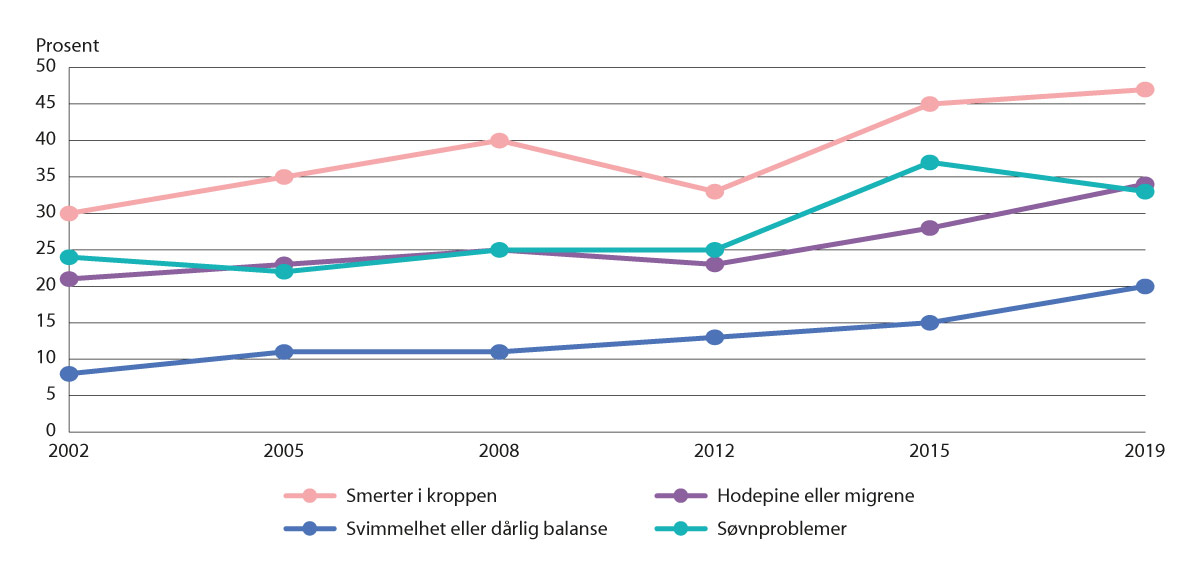 Prosent
50
45
40
35
30
25
20
15
10
5
0
2002 2005 2008 2012 2015 2019
Smerter i kroppen Hodepine eller migrene
Svimmelhet eller dårlig balanse Søvnproblemer